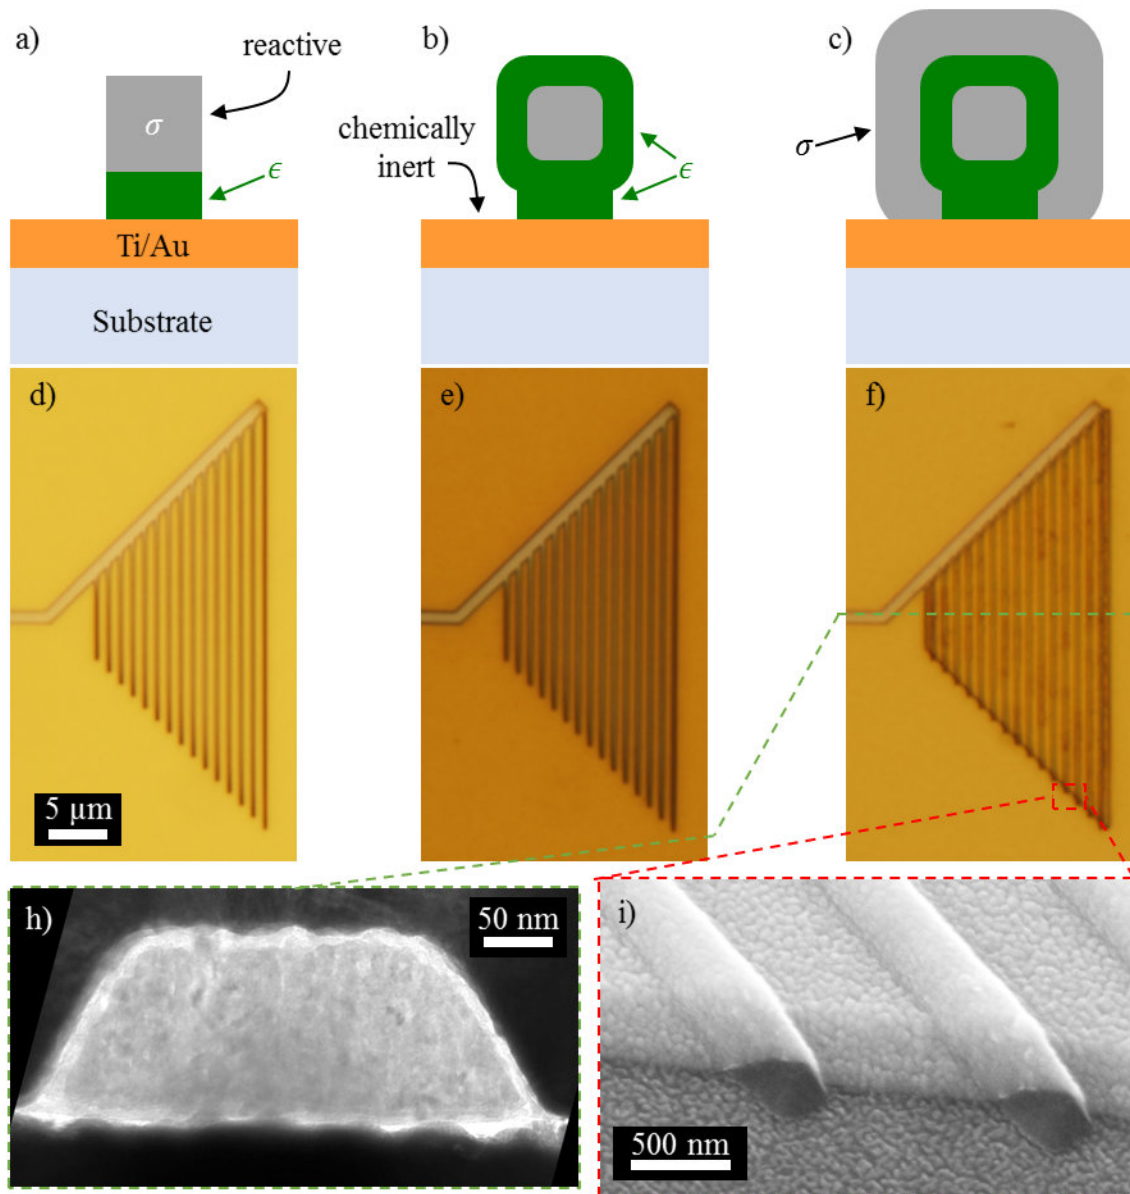 a)
reactive
σ
ϵ
Ti/Au
Substrate
b)
chemically
inert
ϵ
c)
σ
d)
5 μm
e)
f)
h)
50 nm
i)
500 nm